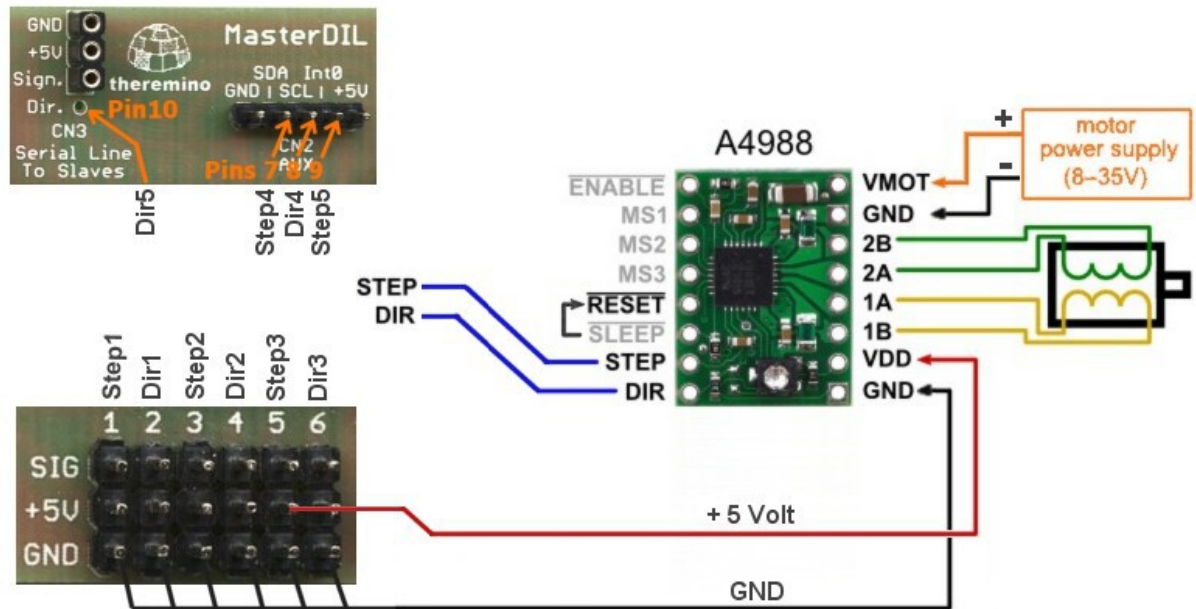 GND
+5V
Sign.
Dir.
Pin10
CN3
Serial Line
To Slaves
theremino
MasterDIL
SDA Int0
GND | SCL | +5V
CN2
AUX
Pins 7 8 9
Dir5
Step4
Dir4
Step5
A4988
ENABLE
MS1
MS2
MS3
RESET
SLEEP
STEP
DIR
STEP
DIR
VMOT
GND
2B
2A
1A
1B
VDD
GND
+
-
motor
power supply
(8–35V)
Step1
Dir1
Step2
Dir2
Step3
Dir3
1 2 3 4 5 6
SIG
+5V
GND
+ 5 Volt
GND